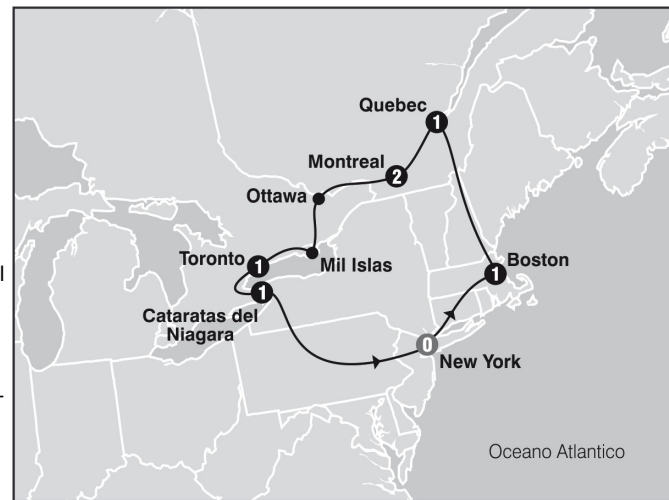 Quebec
1
Montreal
2
Ottawa
Toronto
1
Mil Islas
Boston
1
1
Cataratas del
Niagara
0
New York
Oceano Atlantico
l